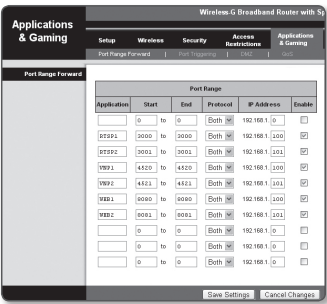 Wireless-G Broadband Router with Sp
Applications & Gaming
Setup Wireless Security Access Restrictions Applications & Gaming
Port Range Forward | Port Triggering | DMZ | QoS
Port Range Forward
Port Range
Application Start End Protocol IP Address Enable
0 to 0 Both 192.168.1. 0
RTSP1 3000 to 3000 Both 192.168.1. 100
RTSP2 3001 to 3001 Both 192.168.1. 101
VNP1 4520 to 4520 Both 192.168.1. 100
VNP2 4521 to 4521 Both 192.168.1. 101
WEB1 8080 to 8080 Both 192.168.1. 100
WEB2 8081 to 8081 Both 192.168.1. 101
0 to 0 Both 192.168.1. 0
0 to 0 Both 192.168.1. 0
0 to 0 Both 192.168.1. 0
Save Settings Cancel Changes